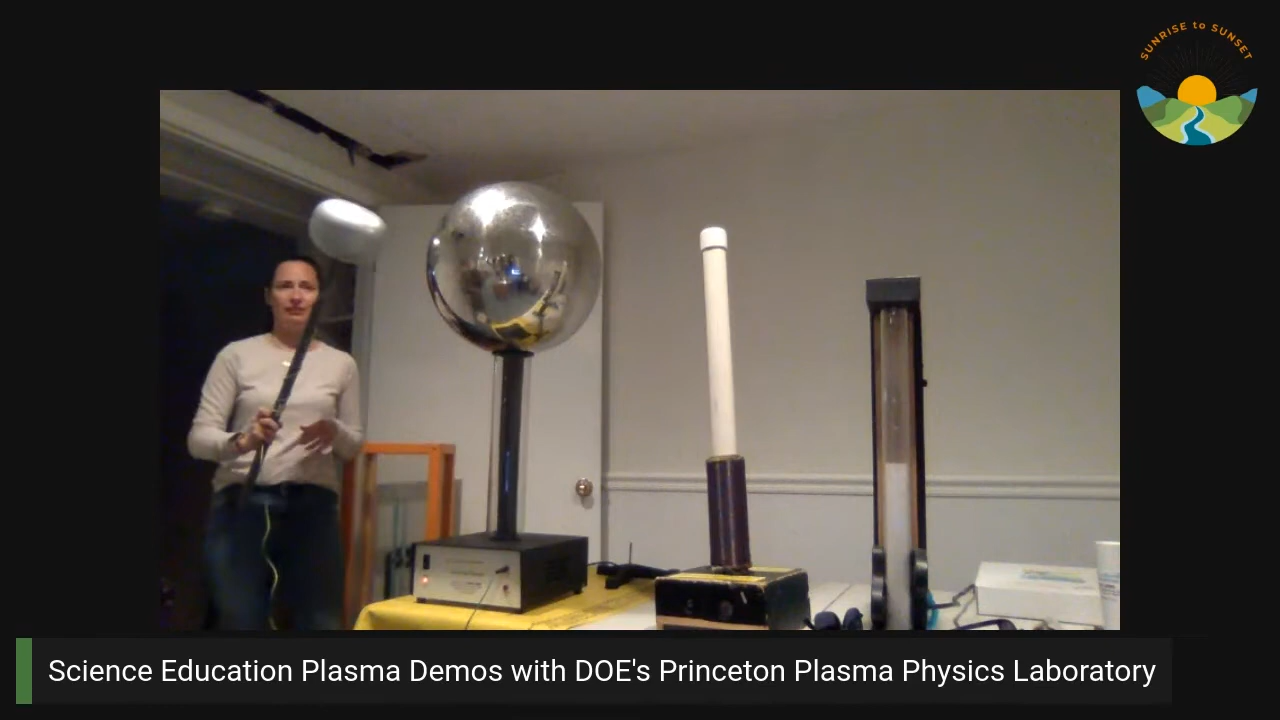 SUNRISE to SUNSET
Science Education Plasma Demos with DOE's Princeton Plasma Physics Laboratory